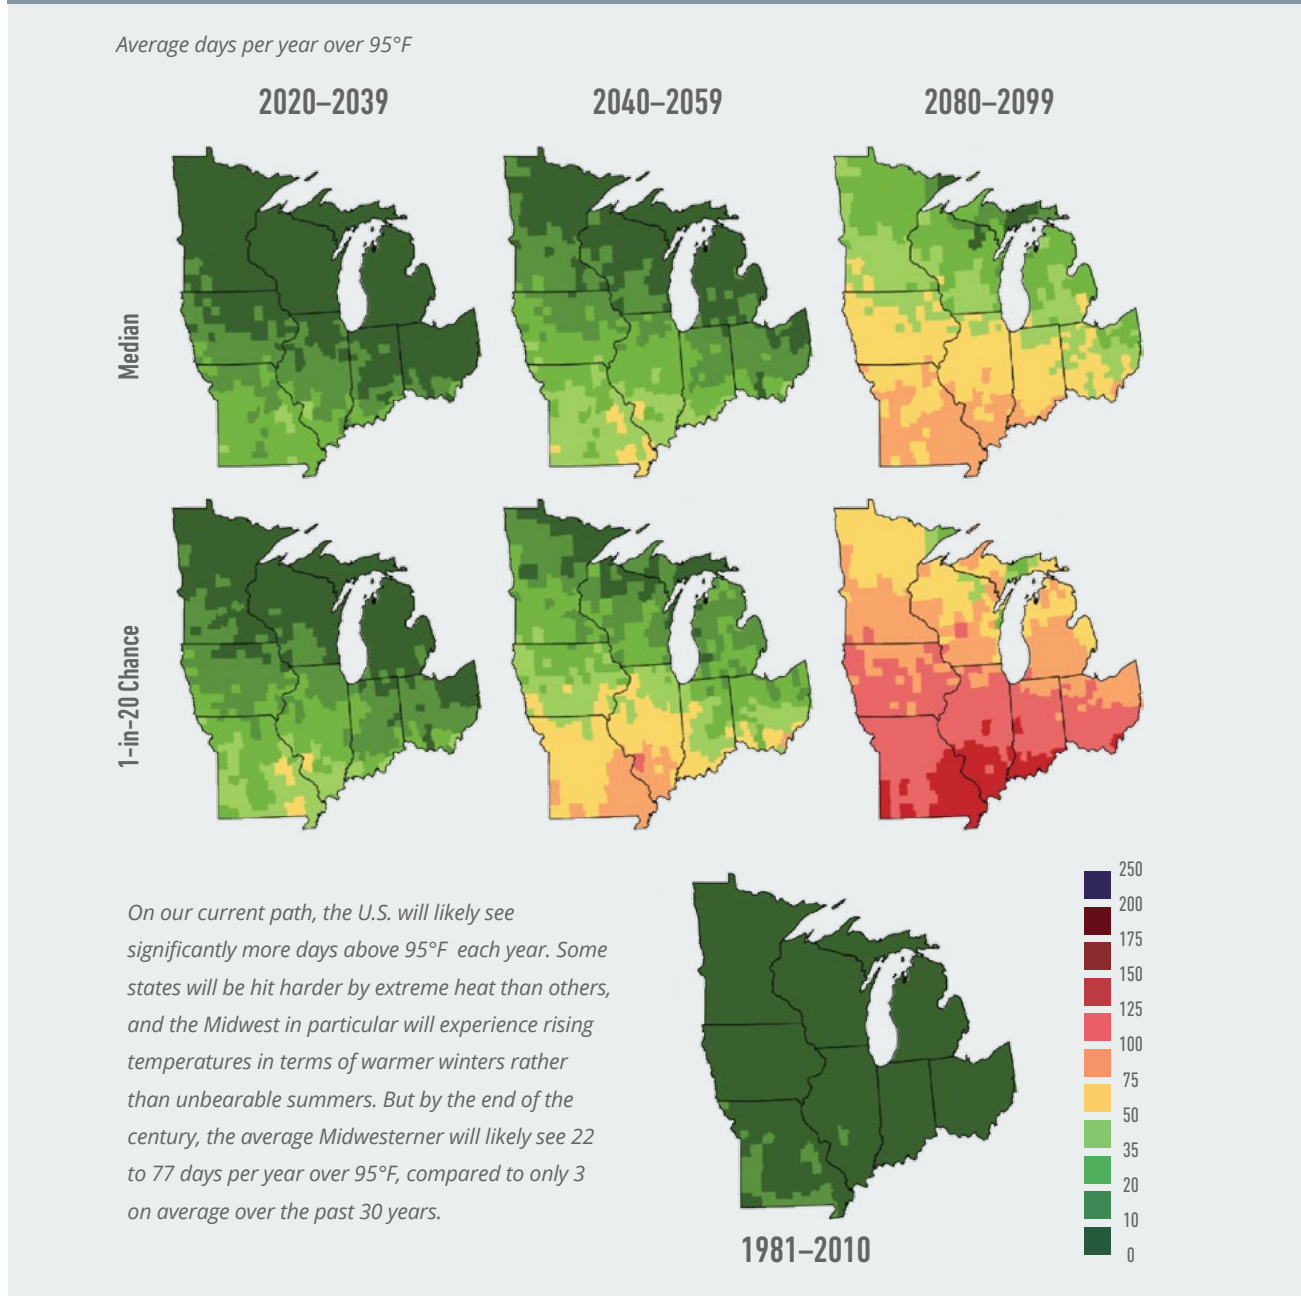 Average days per year over 95°F
2020–2039
2040–2059
2080–2099
Median
1-in-20 Chance
On our current path, the U.S. will likely see
significantly more days above 95°F each year. Some
states will be hit harder by extreme heat than others,
and the Midwest in particular will experience rising
temperatures in terms of warmer winters rather
than unbearable summers. But by the end of the
century, the average Midwesterner will likely see 22
to 77 days per year over 95°F, compared to only 3
on average over the past 30 years.
1981–2010
250
200
175
150
125
100
75
50
35
20
10
0